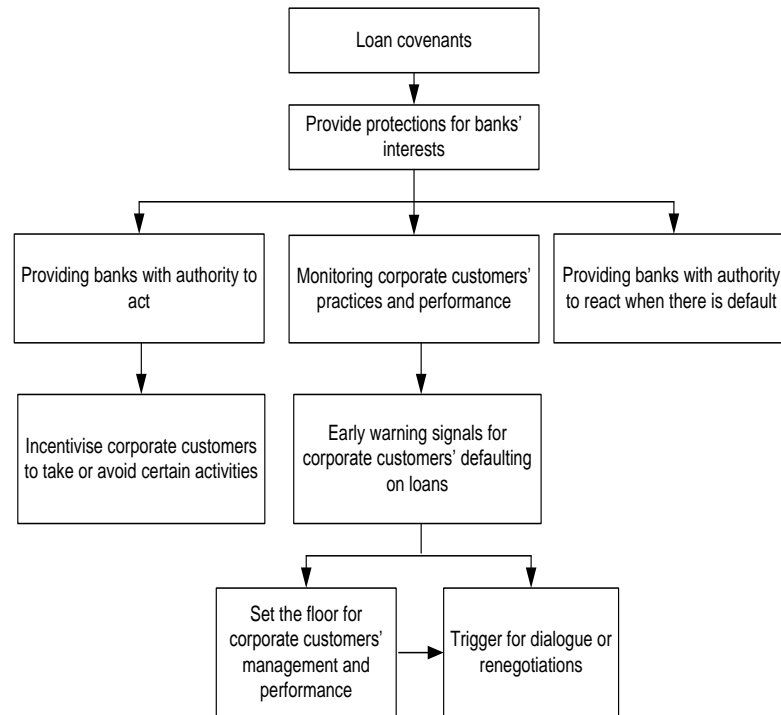 Loan covenants
Provide protections for banks'
interests
Providing banks with authority to
act
Monitoring corporate customers'
practices and performance
Providing banks with authority
to react when there is default
Incentivise corporate customers
to take or avoid certain activities
Early warning signals for
corporate customers' defaulting
on loans
Set the floor for
corporate customers'
management and
performance
Trigger for dialogue or
renegotiations